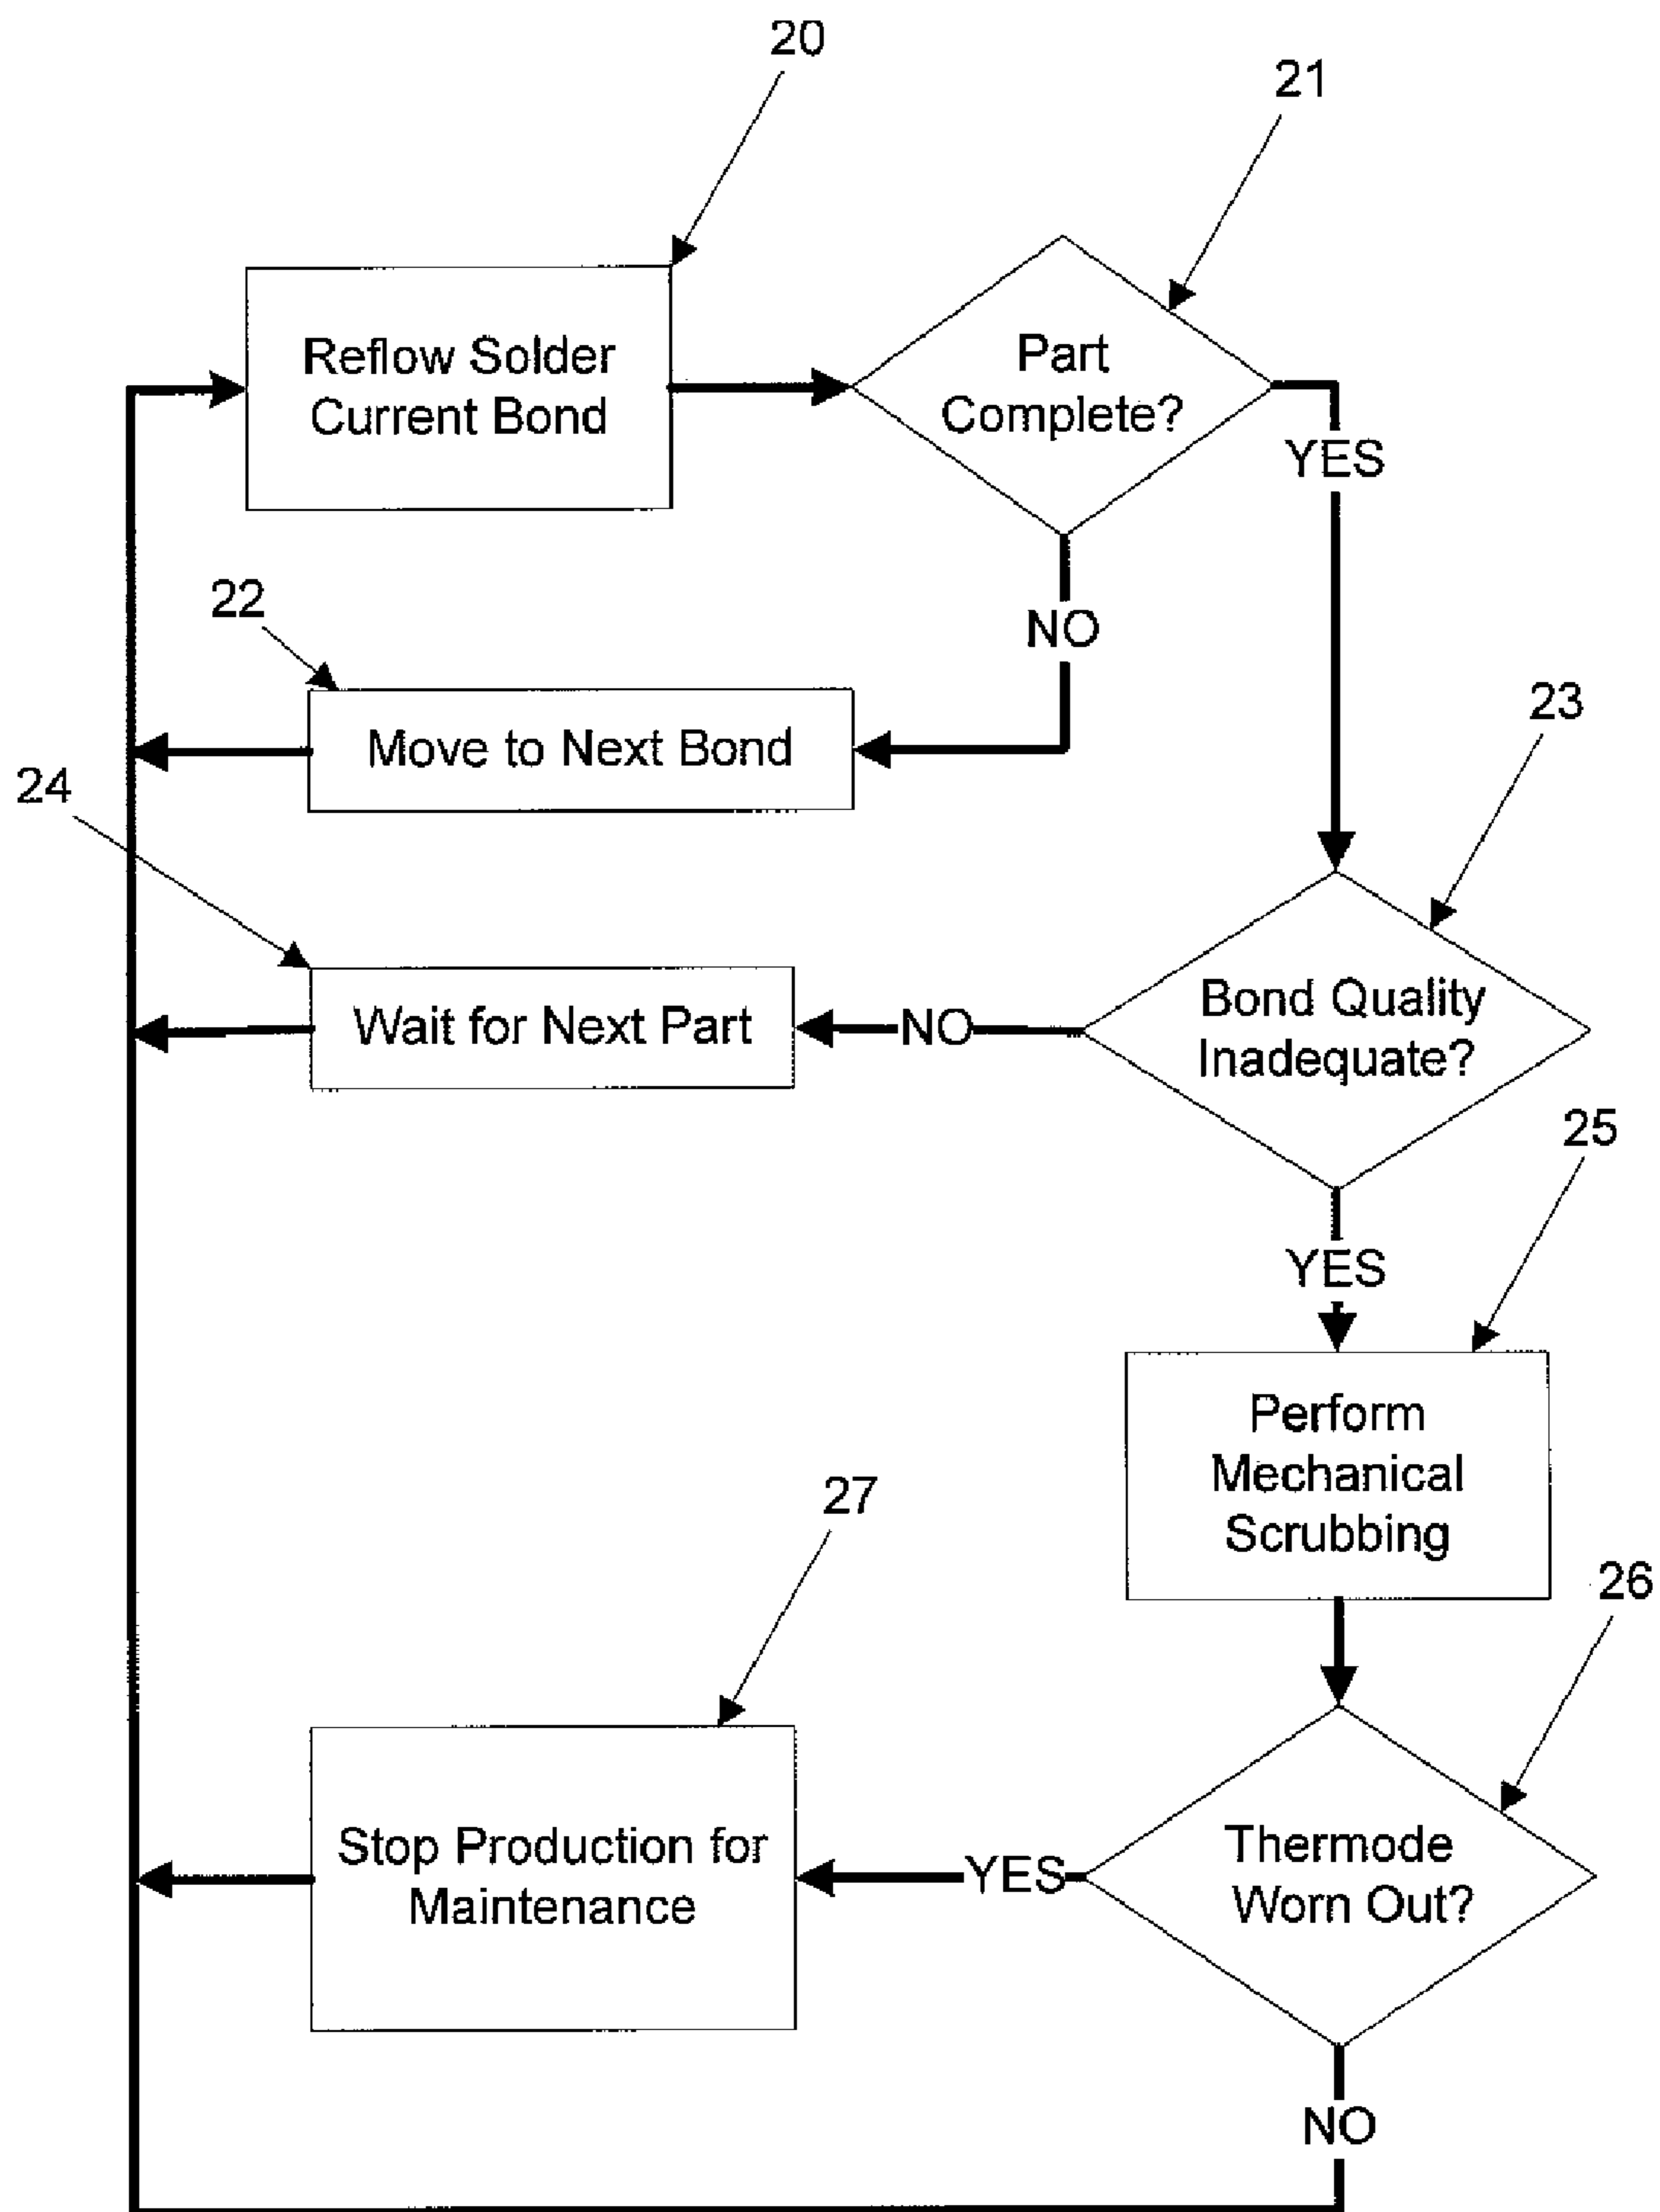 20
21
Reflow Solder
Current Bond
Part
Complete?
YES
NO
22
Move to Next Bond
23
24
Wait for Next Part
NO
Bond Quality
Inadequate?
25
YES
Perform
Mechanical
Scrubbing
27
26
Stop Production for
Maintenance
YES
Thermode
Worn Out?
NO